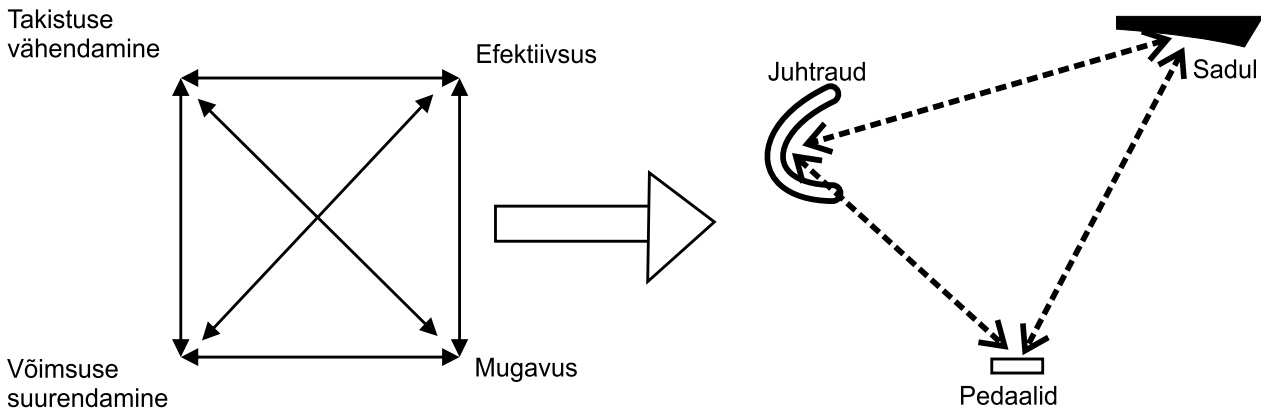 Takistuse
vähendamine
Efektiivsus
Võimsuse
suurendamine
Mugavus
Juhtraud
Sadul
Pedaalid